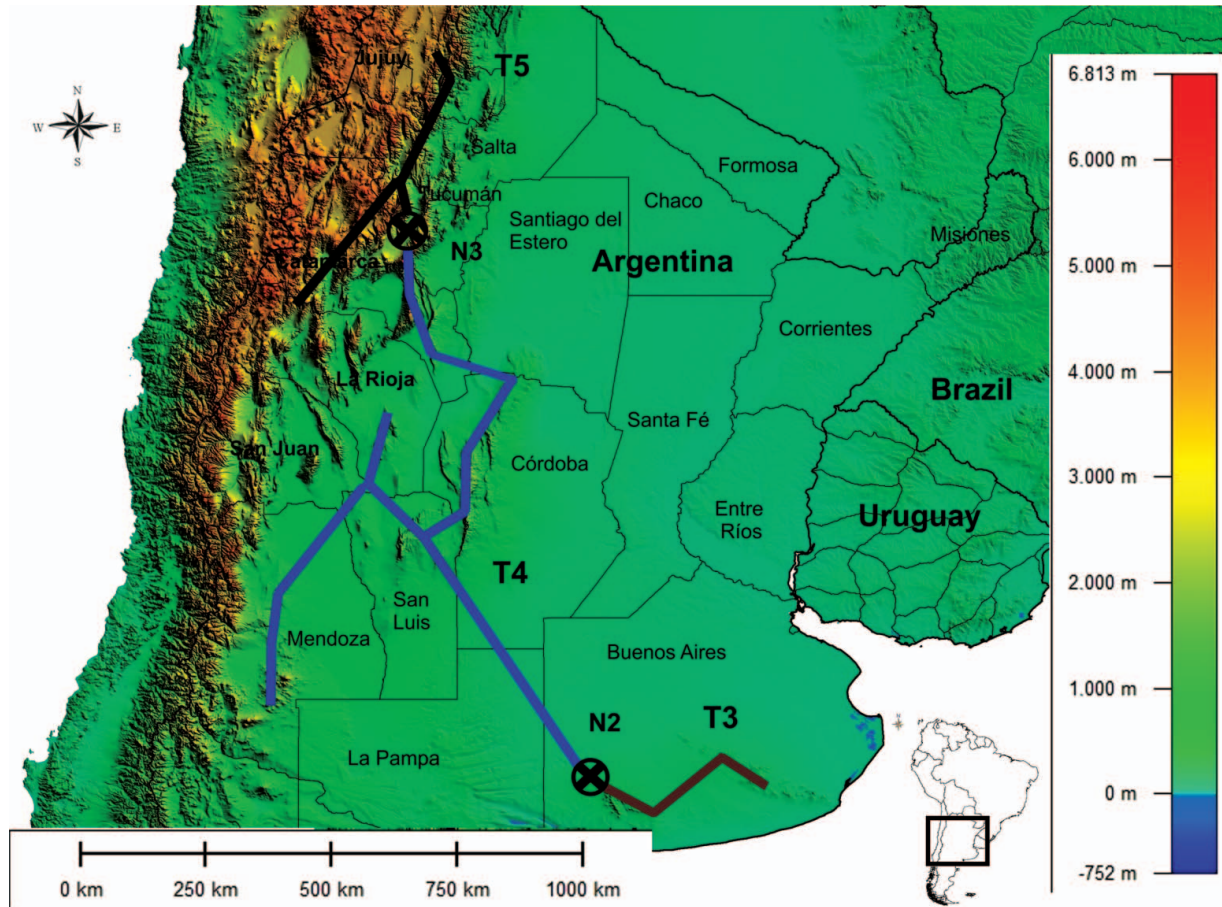 Jujuy
T5
6.813 m
N
W
E
S
6.000 m
Salta
Formosa
Chaco
Tucumán
Santiago del
Estero
Misiones
N3
Argentina
5.000 m
Catamarca
Corrientes
4.000 m
La Rioja
Brazil
Santa Fé
San Juan
Córdoba
3.000 m
Entre
Ríos
Uruguay
T4
2.000 m
San
Luis
Mendoza
Buenos Aires
1.000 m
N2
T3
La Pampa
0 m
-752 m
0 km
250 km
500 km
750 km
1000 km